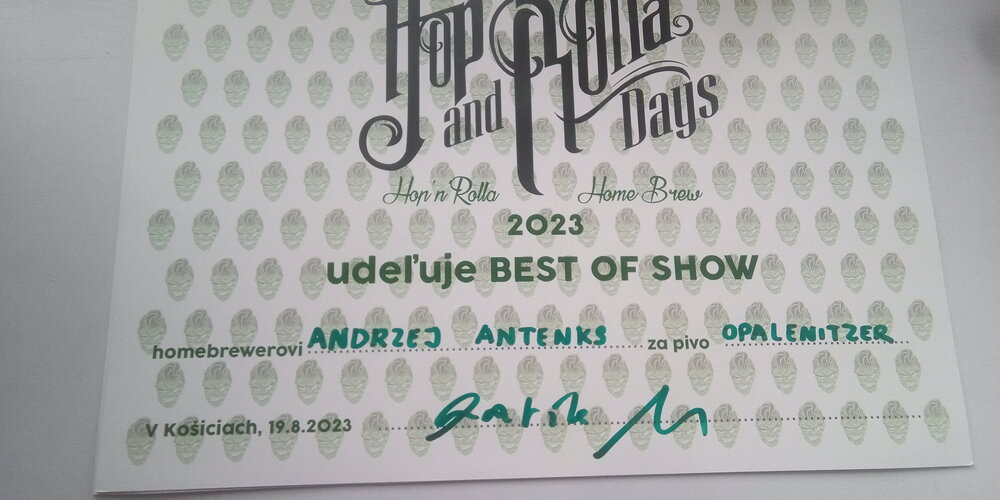 Hop and Rolla Days
Hop'n Rolla Home Brew
2023
udeľuje BEST OF SHOW
homebrewerovi ANDRZEJ ANTENKS za pivo OPALENITZER
V Košiciach, 19.8.2023